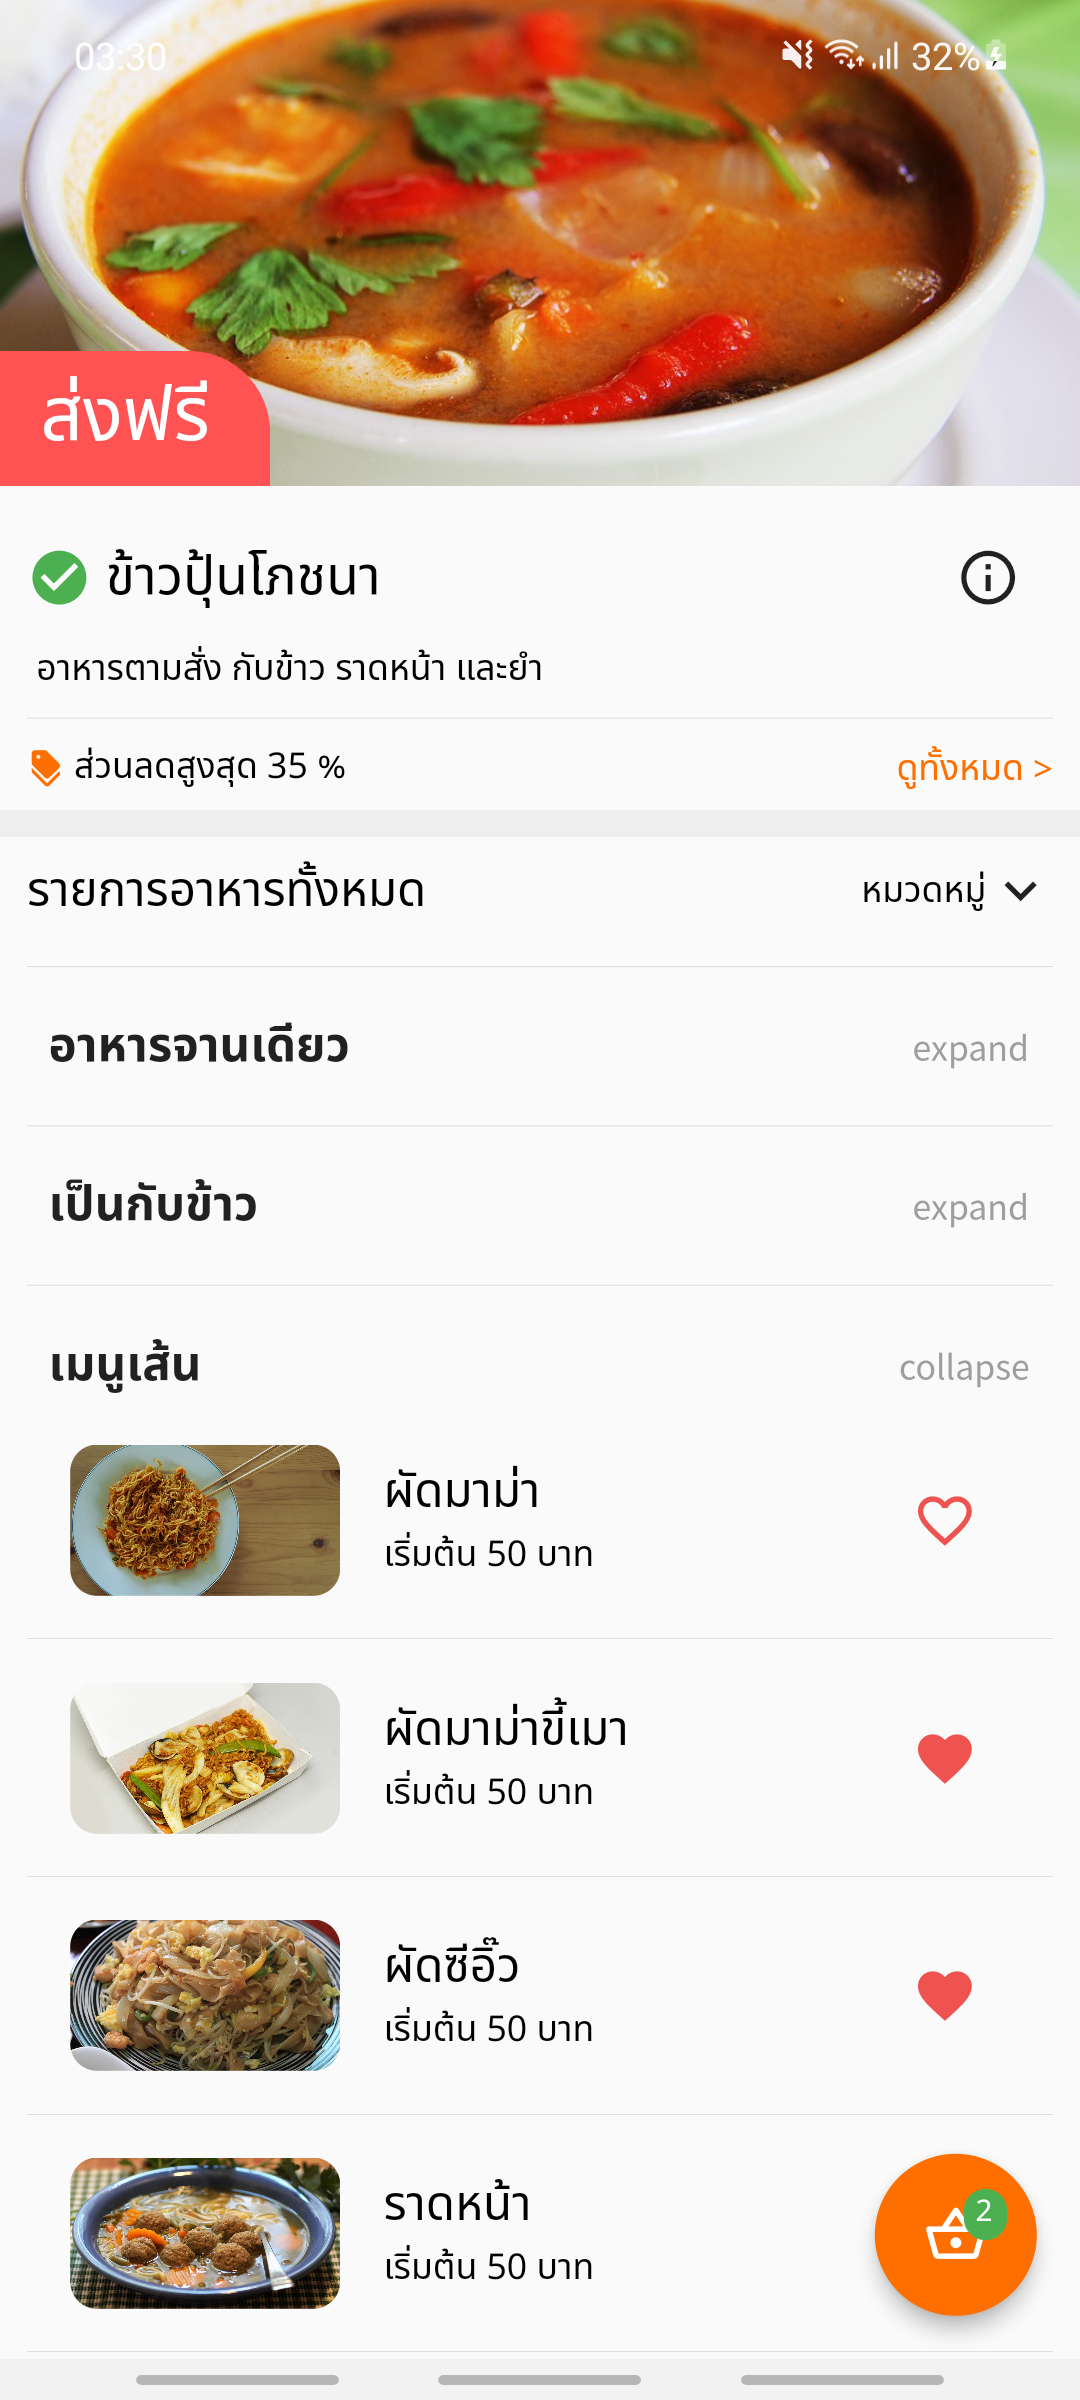 03:30
32%
ส่งฟรี
ข้าวปุ้นโภชนา
อาหารตามสั่ง กับข้าว ราดหน้า และยำ
ส่วนลดสูงสุด 35 %
ดูทั้งหมด >
รายการอาหารทั้งหมด
หมวดหมู่
อาหารจานเดียว
expand
เป็นกับข้าว
expand
เมนูเส้น
collapse
ผัดมาม่า
เริ่มต้น 50 บาท
ผัดมาม่าขี้เมา
เริ่มต้น 50 บาท
ผัดซีอิ๊ว
เริ่มต้น 50 บาท
ราดหน้า
เริ่มต้น 50 บาท
2